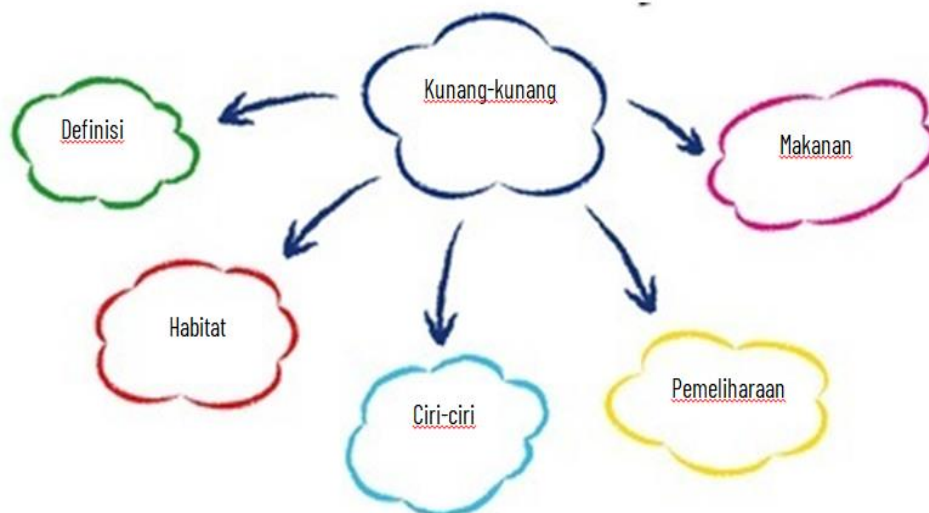 Kunang-kunang
Definisi
Makanan
Habitat
Ciri-ciri
Pemeliharaan